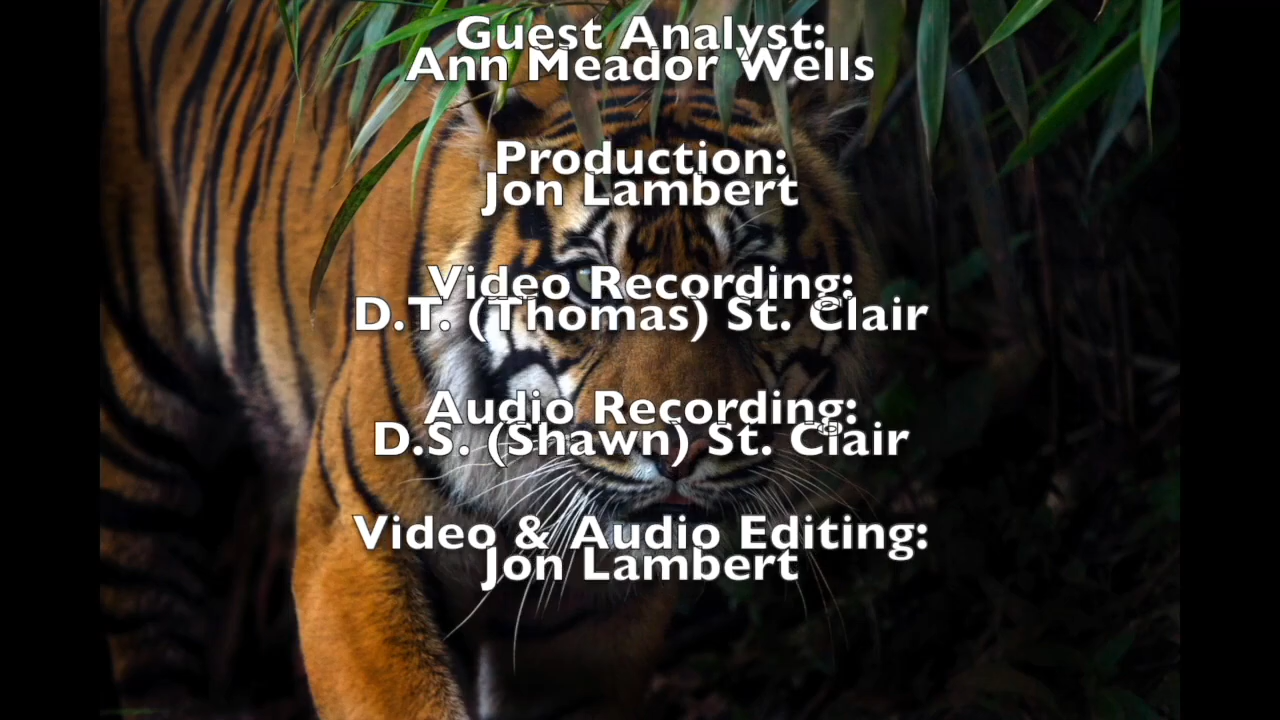 Guest Analyst:
Ann Meador Wells
Production:
Jon Lambert
Video Recording:
D.T. (Thomas) St. Clair
Audio Recording:
D.S. (Shawn) St. Clair
Video & Audio Editing:
Jon Lambert